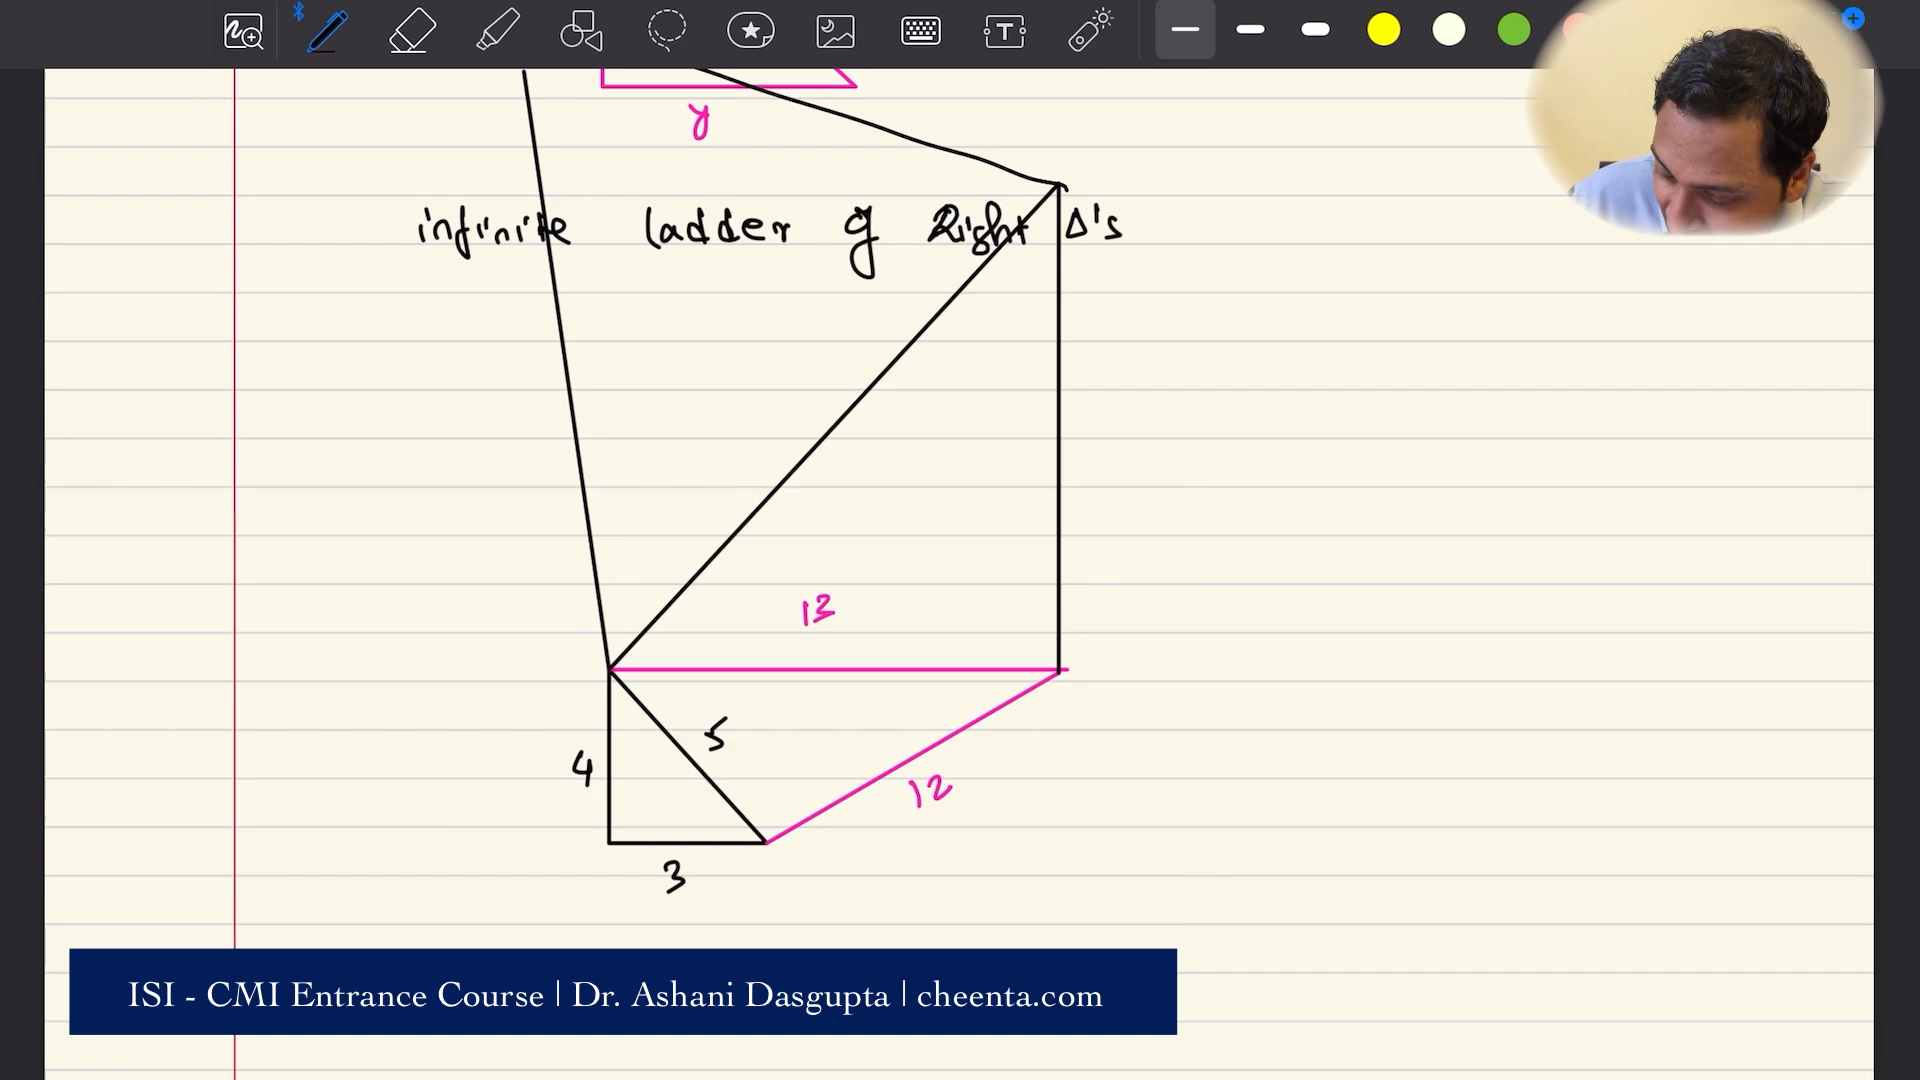 y
infinite ladder of Right Δ's
13
5
4
12
3
ISI - CMI Entrance Course | Dr. Ashani Dasgupta | cheenta.com